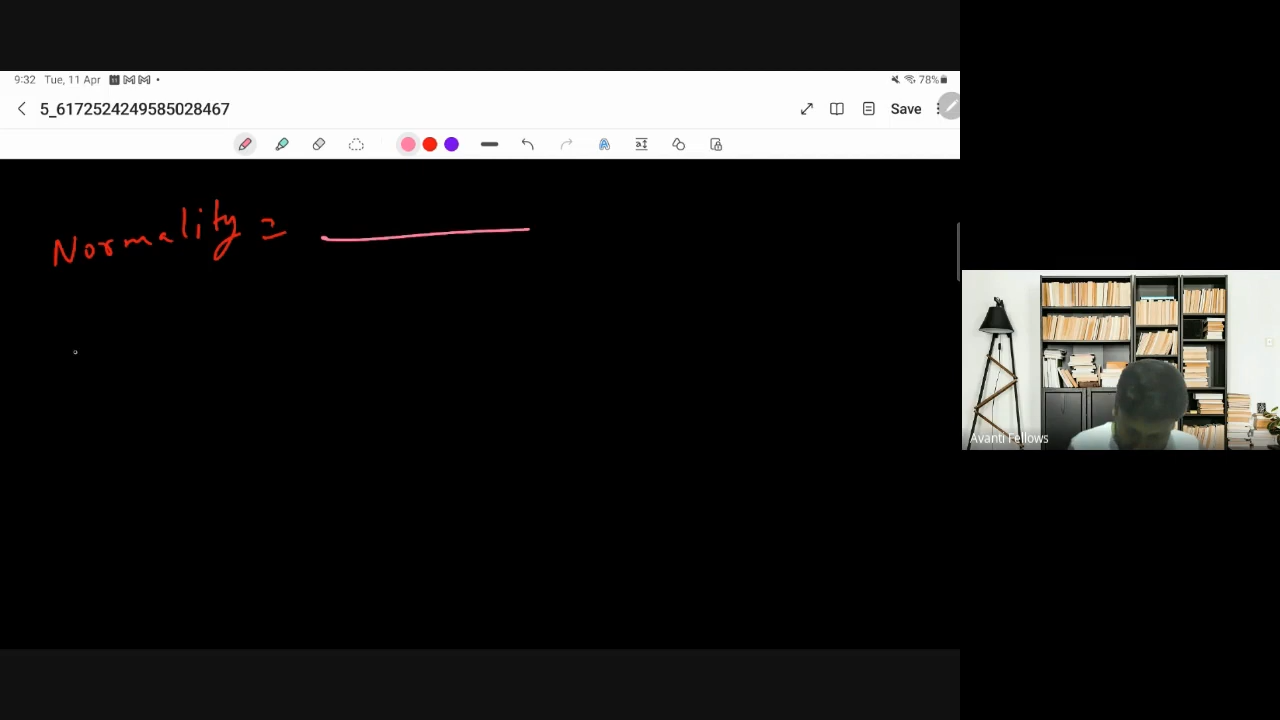 9:32 Tue, 11 Apr
78%
5_6172524249585028467
Save
Normality =
Avanti Fellows